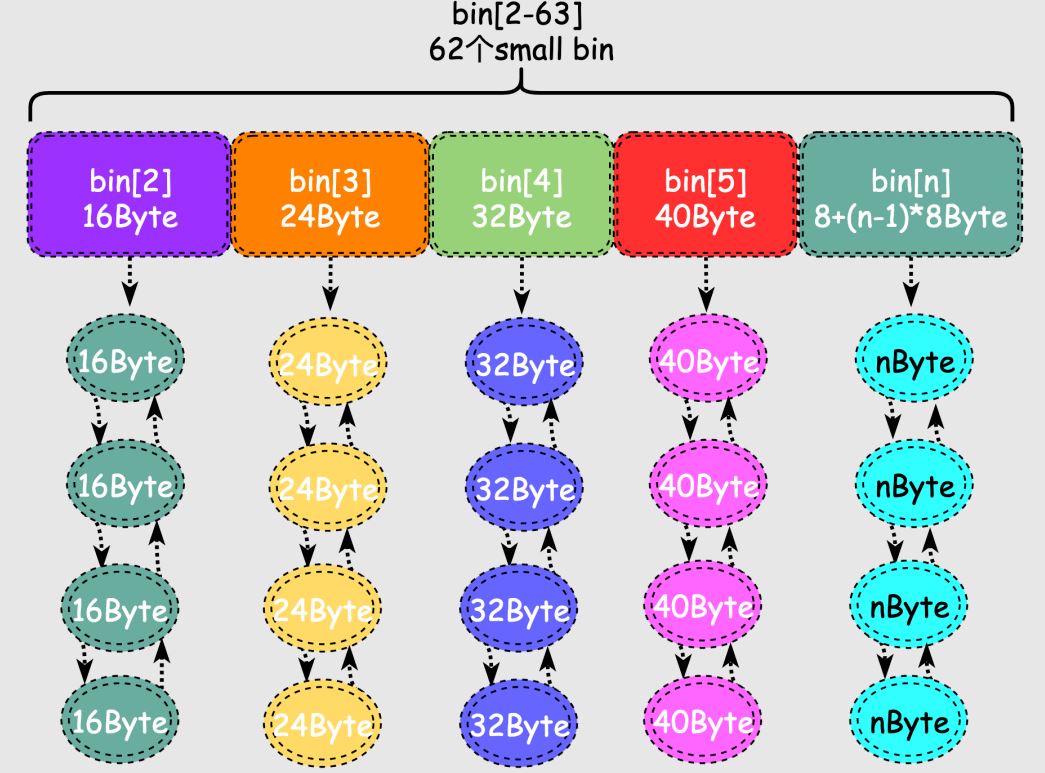 bin[2-63]
62个small bin
bin[2]
16Byte
bin[3]
24Byte
bin[4]
32Byte
bin[5]
40Byte
bin[n]
8+(n-1)*8Byte
16Byte
24Byte
32Byte
40Byte
nByte
16Byte
24Byte
32Byte
40Byte
nByte
16Byte
24Byte
32Byte
40Byte
nByte
16Byte
24Byte
32Byte
40Byte
nByte